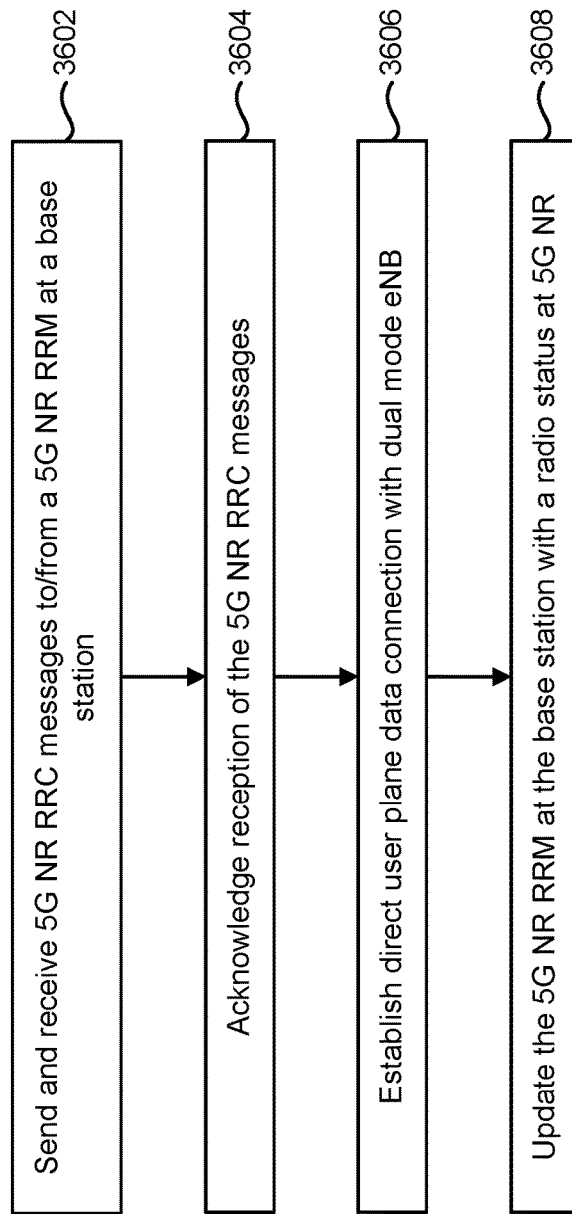 Send and receive 5G NR RRC messages to/from a 5G NR RRM at a base
station
3602
Acknowledge reception of the 5G NR RRC messages
3604
Establish direct user plane data connection with dual mode eNB
3606
Update the 5G NR RRM at the base station with a radio status at 5G NR
3608